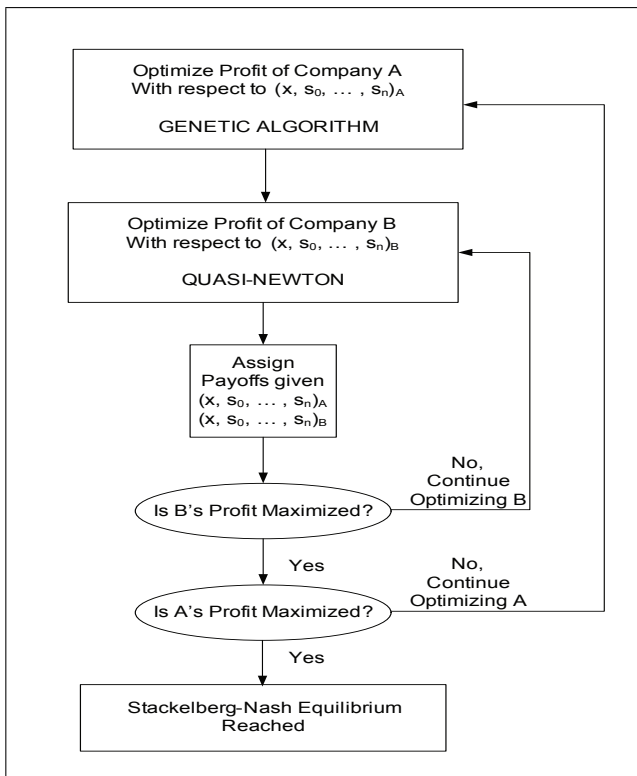 Optimize Profit of Company A
With respect to (x, s₀, ... , sₙ)A
GENETIC ALGORITHM
Optimize Profit of Company B
With respect to (x, s₀, ... , sₙ)B
QUASI-NEWTON
Assign
Payoffs given
(x, s₀, ... , sₙ)A
(x, s₀, ... , sₙ)B
No,
Continue
Optimizing B
Is B's Profit Maximized?
Yes
No,
Continue
Optimizing A
Is A's Profit Maximized?
Yes
Stackelberg-Nash Equilibrium
Reached